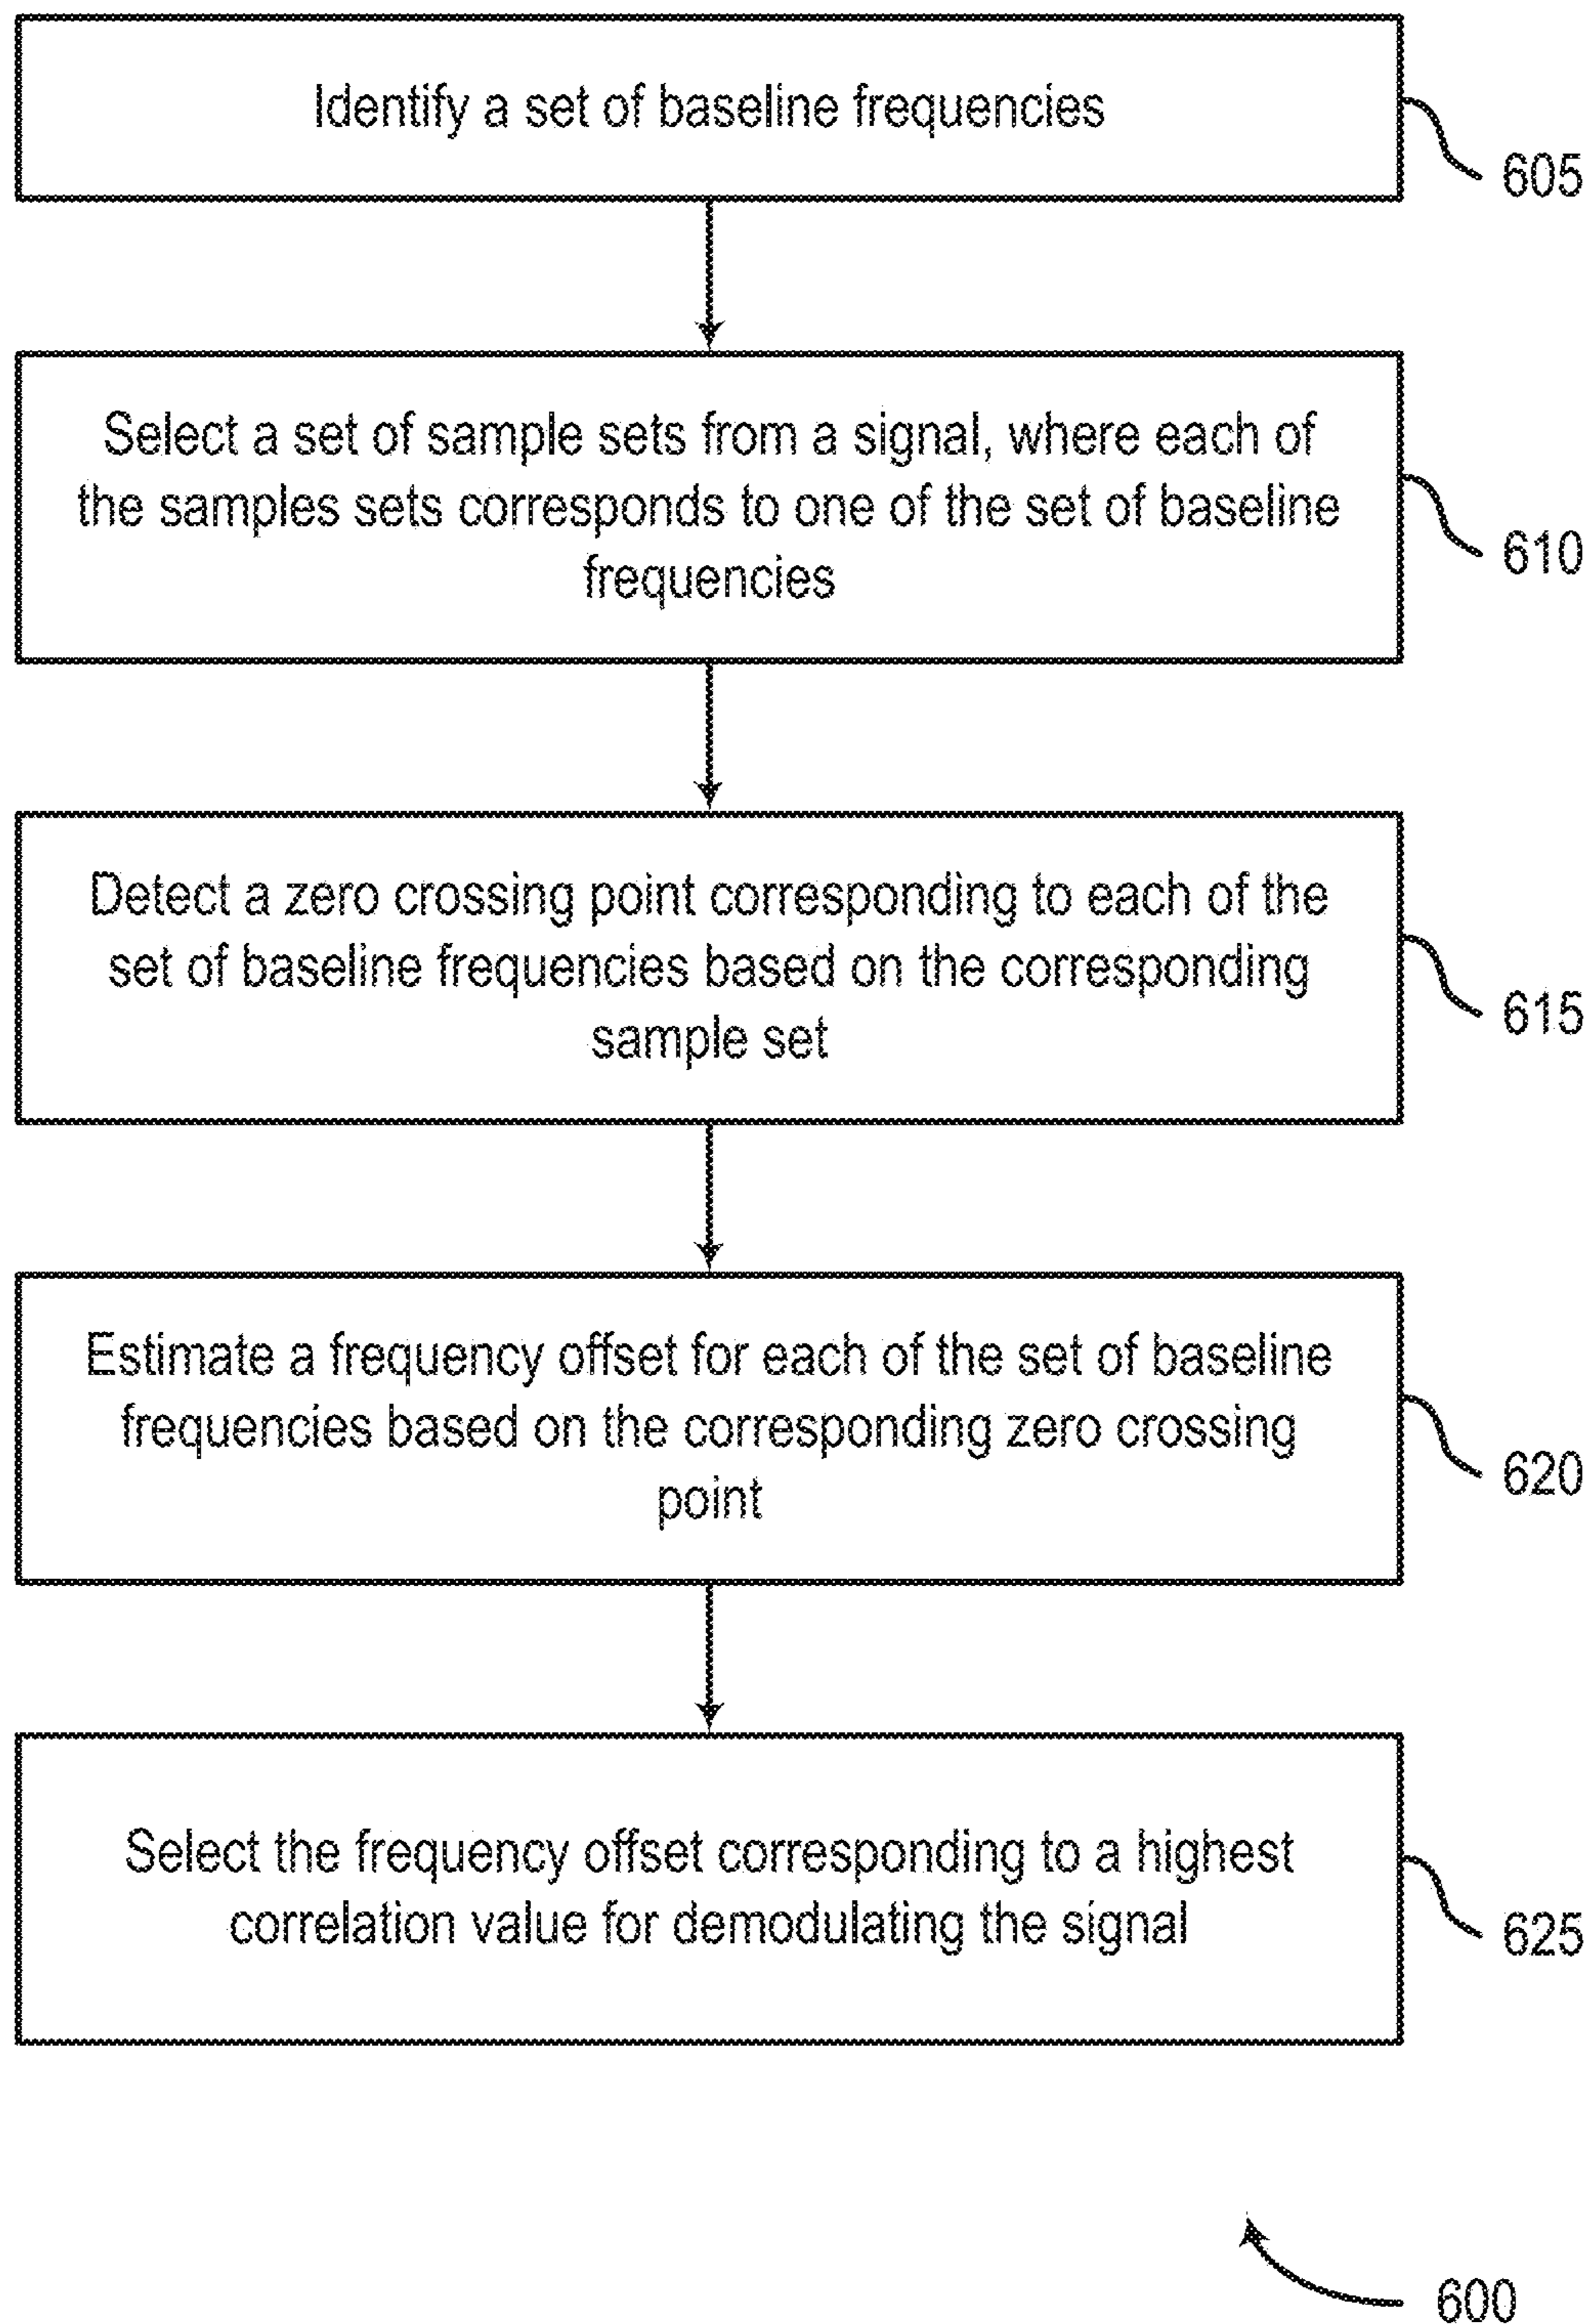 Identify a set of baseline frequencies
605
Select a set of sample sets from a signal, where each of
the samples sets corresponds to one of the set of baseline
frequencies
610
Detect a zero crossing point corresponding to each of the
set of baseline frequencies based on the corresponding
sample set
615
Estimate a frequency offset for each of the set of baseline
frequencies based on the corresponding zero crossing
point
620
Select the frequency offset corresponding to a highest
correlation value for demodulating the signal
625
600